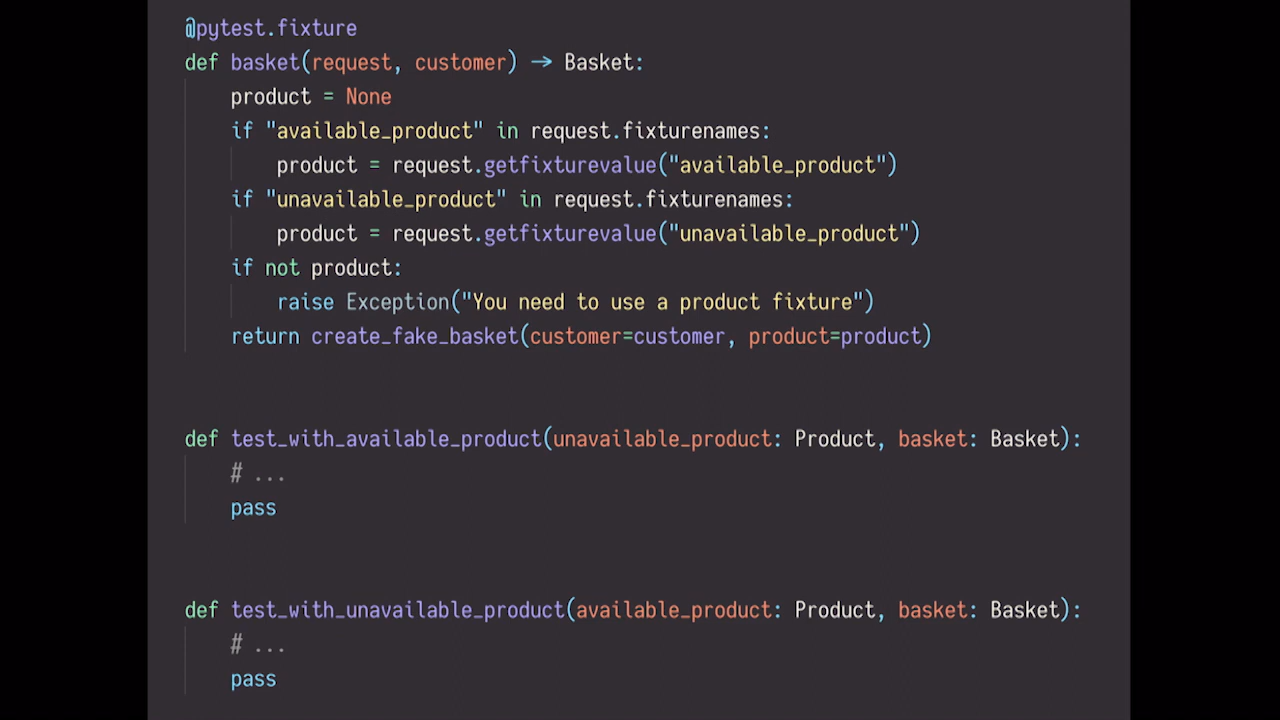 @pytest.fixture
def basket(request, customer) -> Basket:
    product = None
    if "available_product" in request.fixturenames:
        product = request.getfixturevalue("available_product")
    if "unavailable_product" in request.fixturenames:
        product = request.getfixturevalue("unavailable_product")
    if not product:
        raise Exception("You need to use a product fixture")
    return create_fake_basket(customer=customer, product=product)
def test_with_available_product(unavailable_product: Product, basket: Basket):
    # ...
    pass
def test_with_unavailable_product(available_product: Product, basket: Basket):
    # ...
    pass